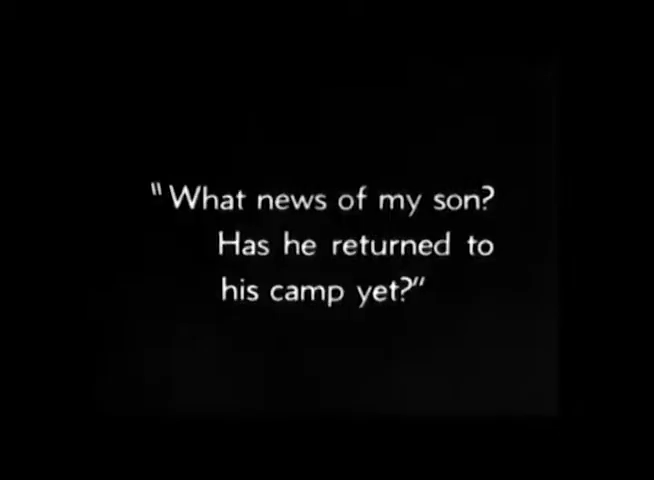 "What news of my son?
Has he returned to
his camp yet?"